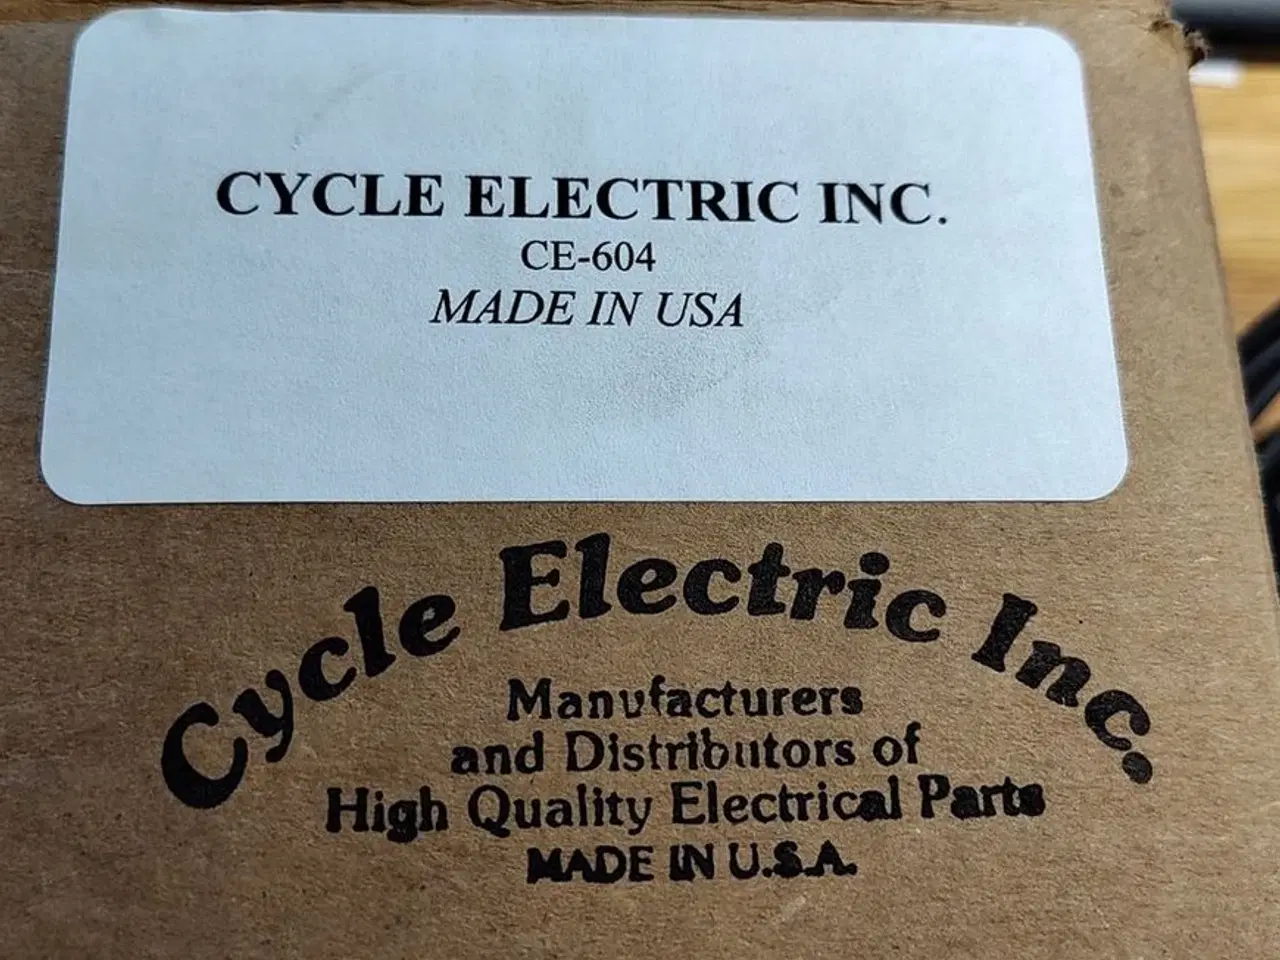 CYCLE ELECTRIC INC.
CE-604
MADE IN USA
Cycle Electric Inc.
Manufacturers
and Distributors of
High Quality Electrical Parts
MADE IN U.S.A.